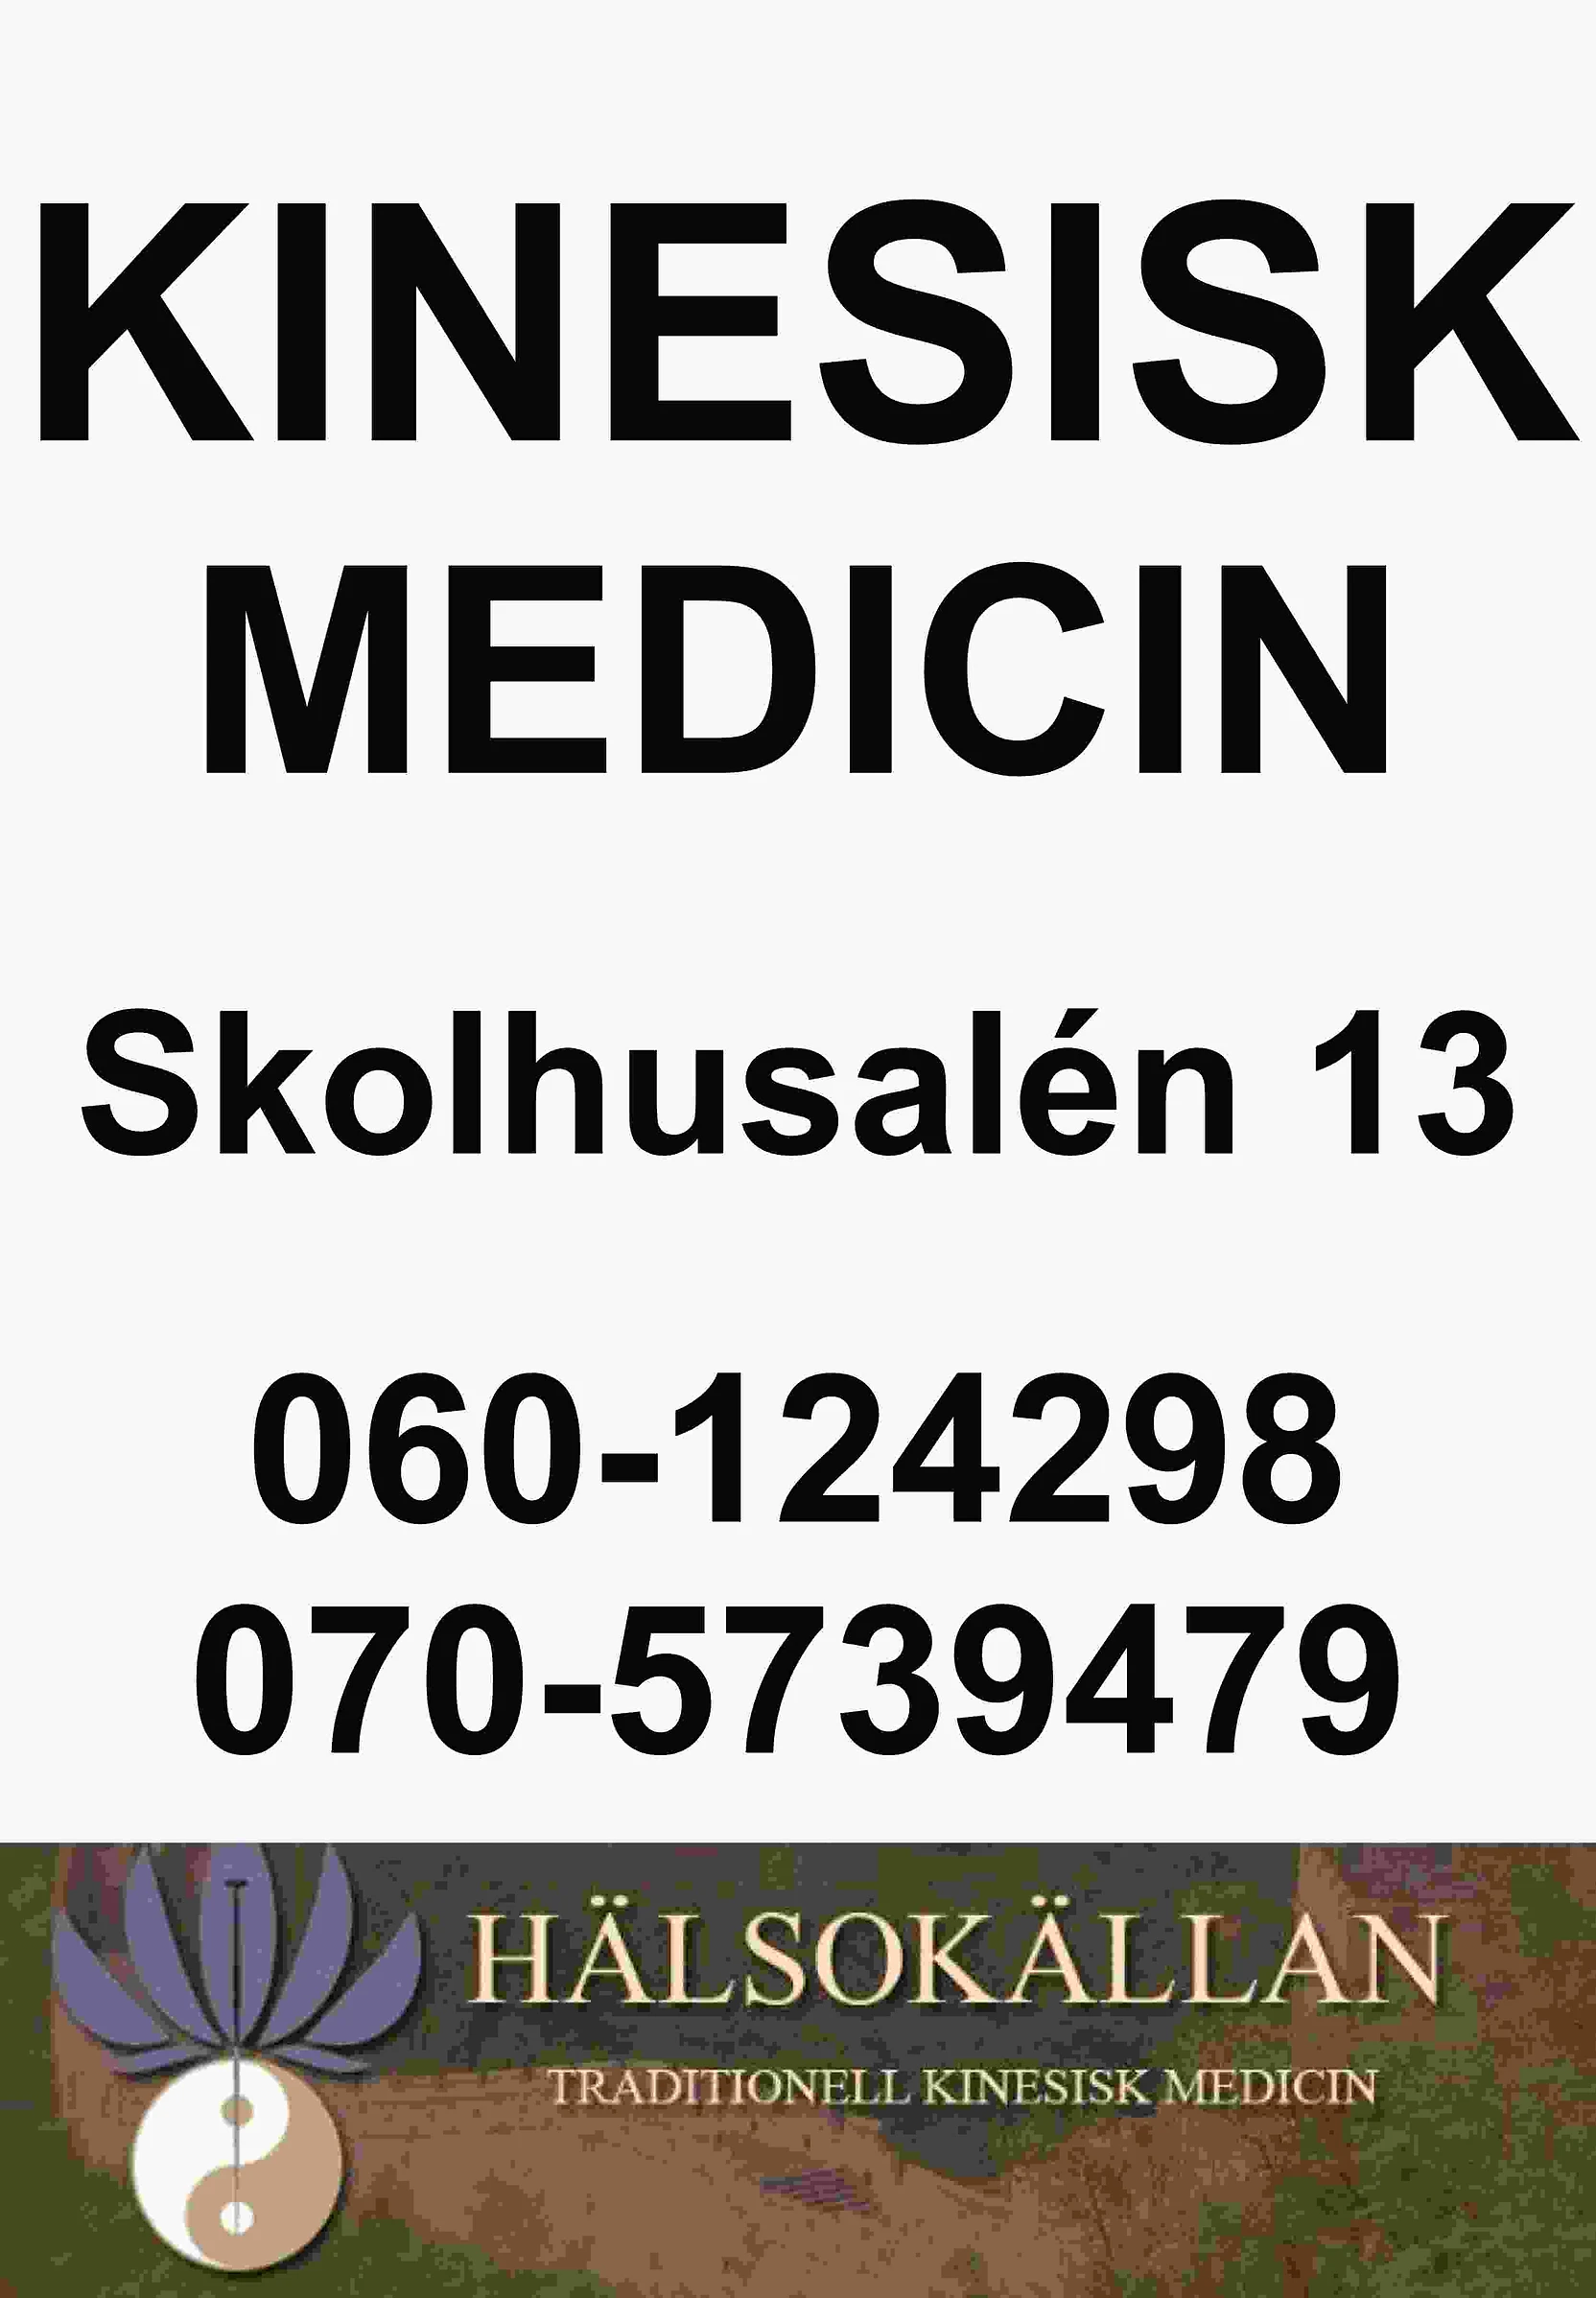 KINESISK
MEDICIN
Skolhusalén 13
060-124298
070-5739479
HÄLSOKÄLLAN
TRADITIONELL KINESISK MEDICIN